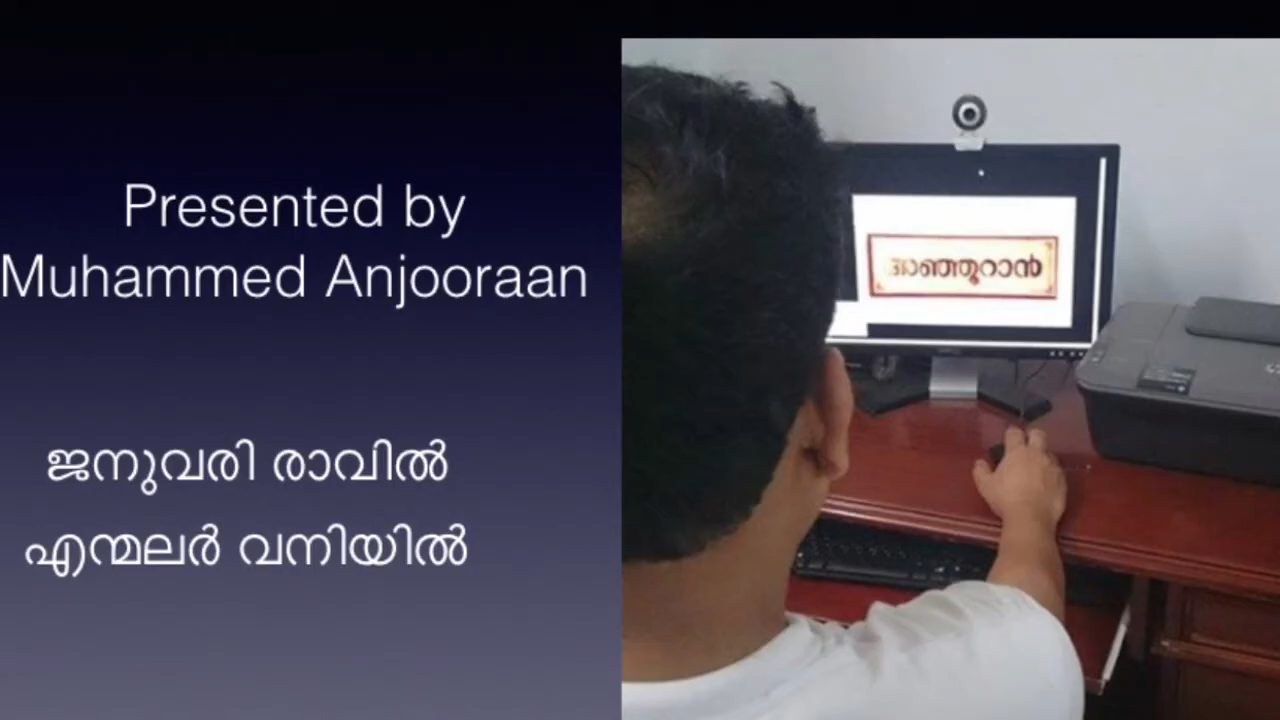 Presented by
Muhammed Anjooraan
ജനുവരി രാവിൽ
എന്മലർ വനിയിൽ
അഞ്ഞൂറാൻ